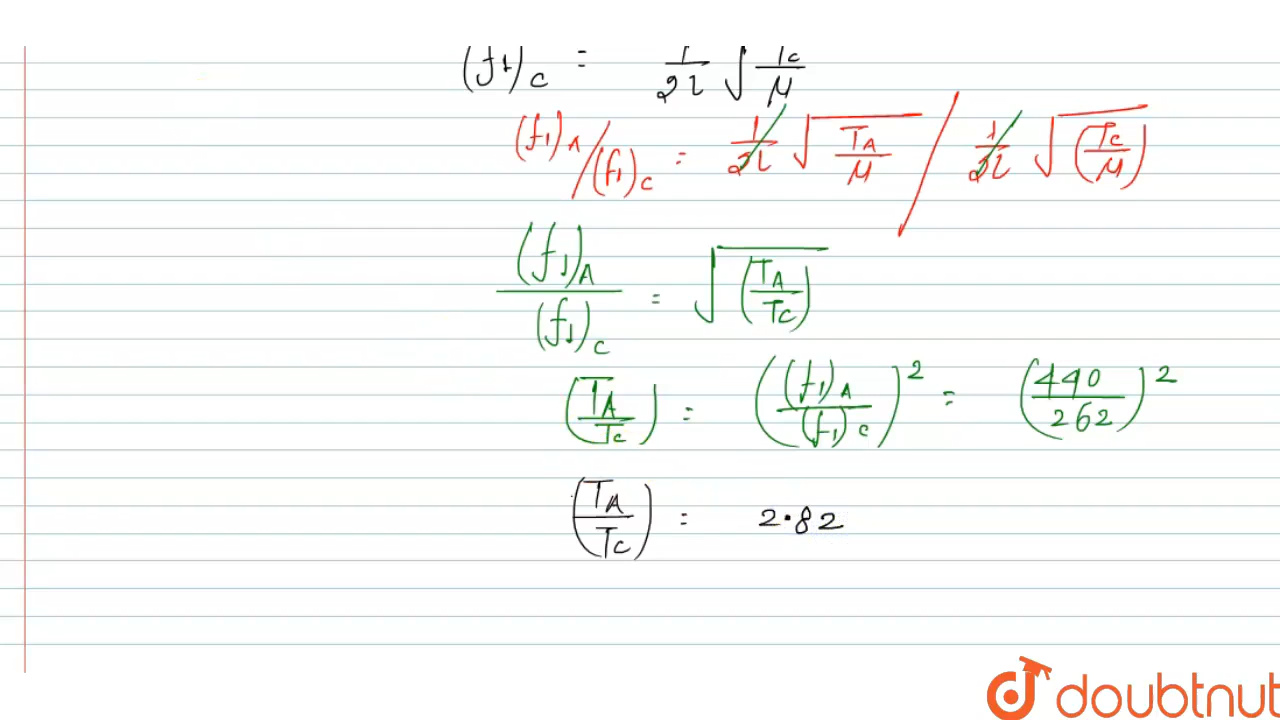 (f1)C = 1/2l √(Tc/μ)
(f1)A/(f1)C = 1/2l √(TA/μ) / 1/2l √(Tc/μ)
(f1)A/(f1)C = √(TA/TC)
(TA/TC) = ((f1)A/(f1)C)² = (440/262)²
(TA/TC) = 2.82
doubtnut